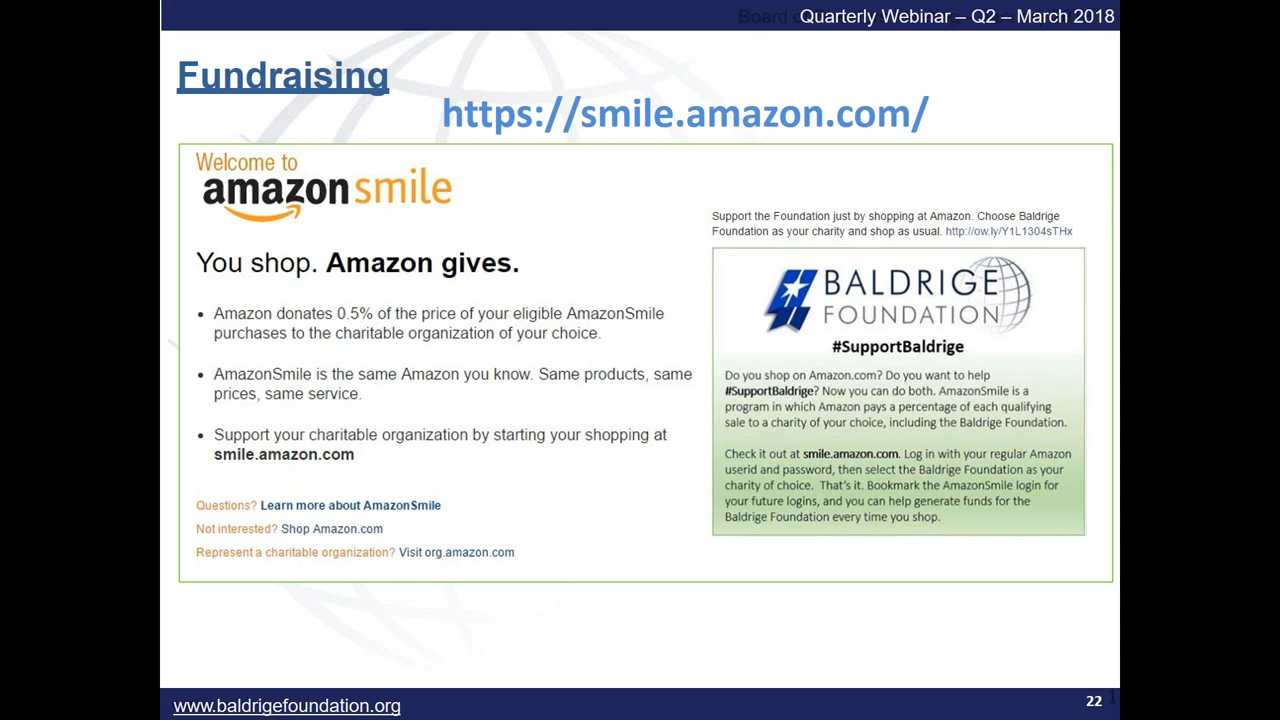 Quarterly Webinar – Q2 – March 2018
Fundraising
https://smile.amazon.com/
Welcome to
amazonsmile
You shop. Amazon gives.
• Amazon donates 0.5% of the price of your eligible AmazonSmile
purchases to the charitable organization of your choice.
• AmazonSmile is the same Amazon you know. Same products, same
prices, same service.
• Support your charitable organization by starting your shopping at
smile.amazon.com
Questions? Learn more about AmazonSmile
Not interested? Shop Amazon.com
Represent a charitable organization? Visit org.amazon.com
Support the Foundation just by shopping at Amazon. Choose Baldrige
Foundation as your charity and shop as usual. http://ow.ly/Y1L1304sTHx
BALDRIGE
FOUNDATION
#SupportBaldrige
Do you shop on Amazon.com? Do you want to help
#SupportBaldrige? Now you can do both. AmazonSmile is a
program in which Amazon pays a percentage of each qualifying
sale to a charity of your choice, including the Baldrige Foundation.
Check it out at smile.amazon.com. Log in with your regular Amazon
userid and password, then select the Baldrige Foundation as your
charity of choice. That's it. Bookmark the AmazonSmile login for
your future logins, and you can help generate funds for the
Baldrige Foundation every time you shop.
www.baldrigefoundation.org
22